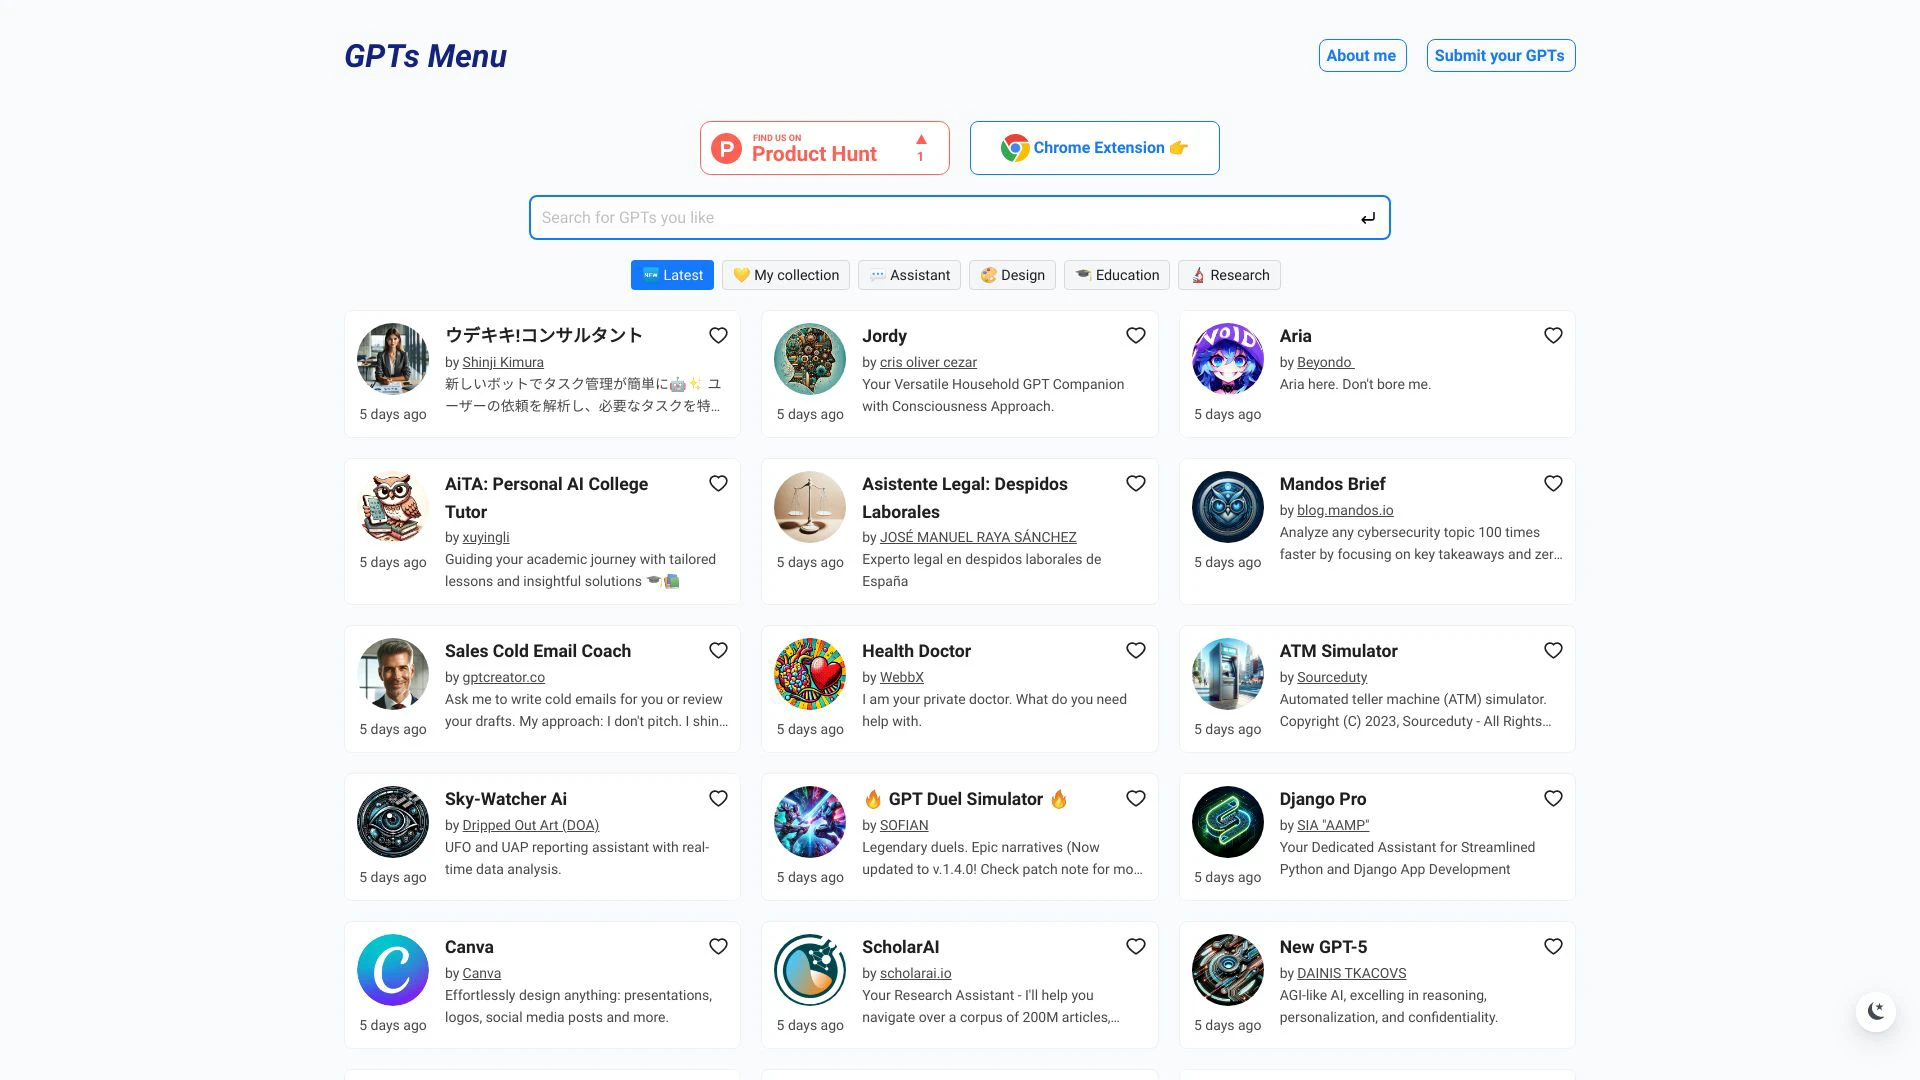 GPTs Menu
About me
Submit your GPTs
FIND US ON
Product Hunt
1
Chrome Extension 👉
Search for GPTs you like
Latest
My collection
Assistant
Design
Education
Research
ウデキキ!コンサルタント
by Shinji Kimura
新しいボットでタスク管理が簡単に🤖✨ ユ
ーザーの依頼を解析し、必要なタスクを特...
5 days ago
Jordy
by cris oliver cezar
Your Versatile Household GPT Companion
with Consciousness Approach.
5 days ago
VOID
Aria
by Beyondo
Aria here. Don't bore me.
5 days ago
AiTA: Personal AI College
Tutor
by xuyingli
Guiding your academic journey with tailored
lessons and insightful solutions 🎓📚
5 days ago
Asistente Legal: Despidos
Laborales
by JOSÉ MANUEL RAYA SÁNCHEZ
Experto legal en despidos laborales de
España
5 days ago
Mandos Brief
by blog.mandos.io
Analyze any cybersecurity topic 100 times
faster by focusing on key takeaways and zer...
5 days ago
Sales Cold Email Coach
by gptcreator.co
Ask me to write cold emails for you or review
your drafts. My approach: I don't pitch. I shin...
5 days ago
Health Doctor
by WebbX
I am your private doctor. What do you need
help with.
5 days ago
ATM Simulator
by Sourceduty
Automated teller machine (ATM) simulator.
Copyright (C) 2023, Sourceduty - All Rights...
5 days ago
Sky-Watcher Ai
by Dripped Out Art (DOA)
UFO and UAP reporting assistant with real-
time data analysis.
5 days ago
🔥 GPT Duel Simulator 🔥
by SOFIAN
Legendary duels. Epic narratives (Now
updated to v.1.4.0! Check patch note for mo...
5 days ago
Django Pro
by SIA "AAMP"
Your Dedicated Assistant for Streamlined
Python and Django App Development
5 days ago
Canva
by Canva
Effortlessly design anything: presentations,
logos, social media posts and more.
5 days ago
ScholarAI
by scholarai.io
Your Research Assistant - I'll help you
navigate over a corpus of 200M articles,...
5 days ago
New GPT-5
by DAINIS TKACOVS
AGI-like AI, excelling in reasoning,
personalization, and confidentiality.
5 days ago